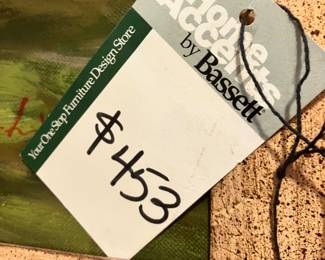 Home
Accents
by Bassett
Your One Stop Furniture Design Store
$453